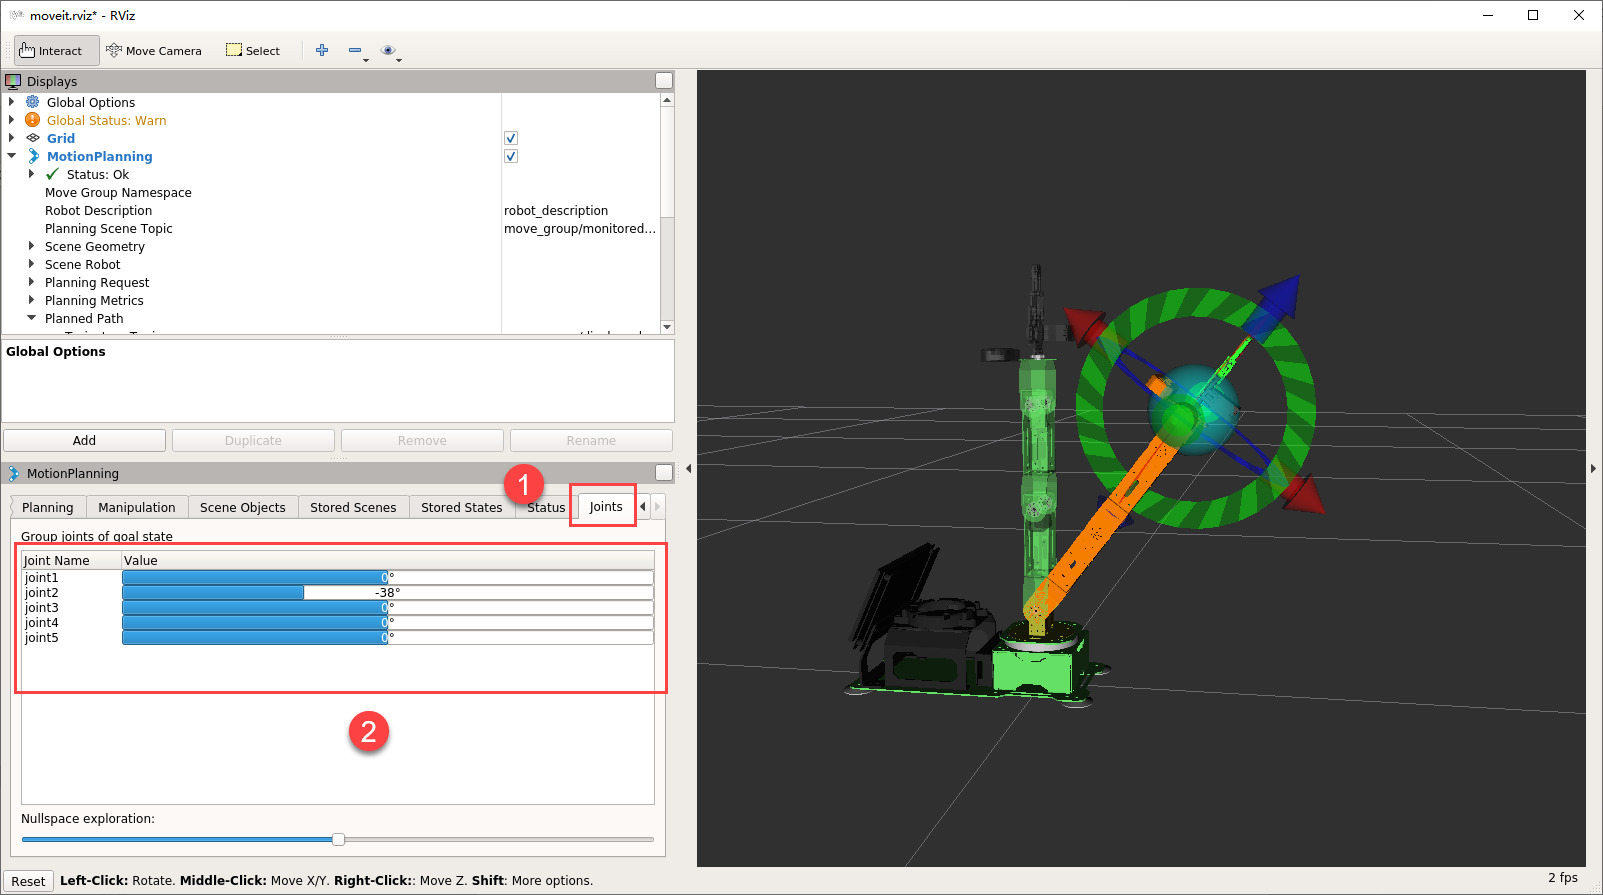 moveit.rviz* - RViz
Interact Move Camera Select
Displays
Global Options
Global Status: Warn
Grid
MotionPlanning
Status: Ok
Move Group Namespace
Robot Description robot_description
Planning Scene Topic move_group/monitored...
Scene Geometry
Scene Robot
Planning Request
Planning Metrics
Planned Path
Global Options
Add Duplicate Remove Rename
MotionPlanning
1
Planning Manipulation Scene Objects Stored Scenes Stored States Status Joints
Group joints of goal state
Joint Name Value
joint1 0°
joint2 -38°
joint3 0°
joint4 0°
joint5 0°
2
Nullspace exploration:
Reset Left-Click: Rotate. Middle-Click: Move X/Y. Right-Click:: Move Z. Shift: More options. 2 fps